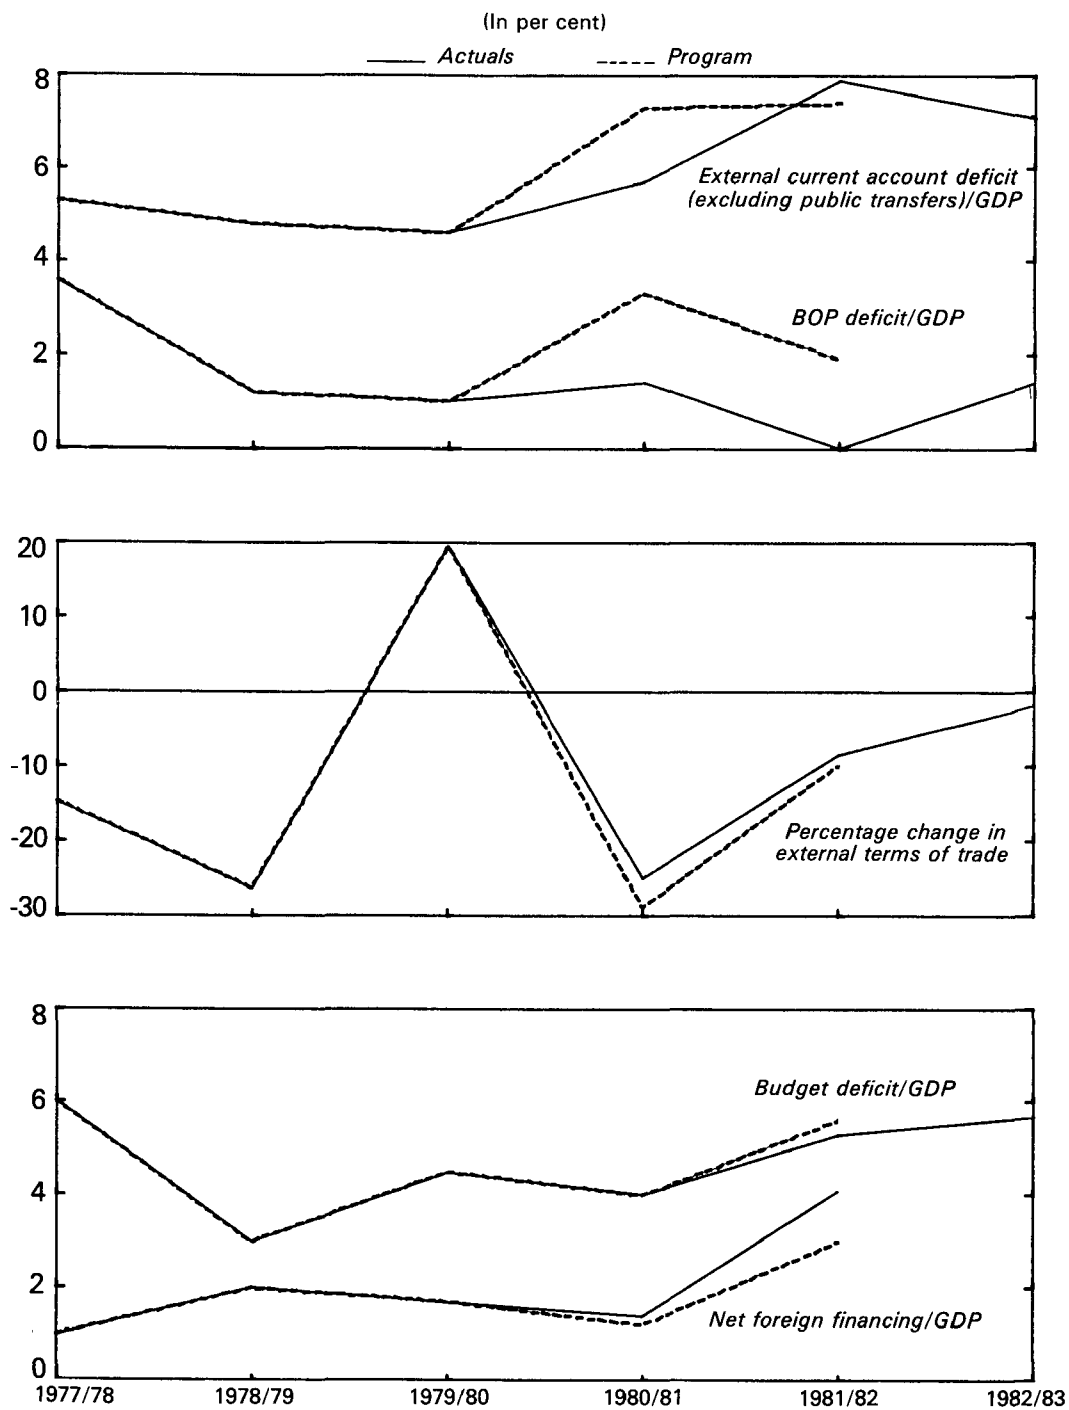 (In per cent)
Actuals Program
8
6
4
2
0
External current account deficit
(excluding public transfers)/GDP
BOP deficit/GDP
20
10
0
-10
-20
-30
Percentage change in
external terms of trade
8
6
4
2
0
Budget deficit/GDP
Net foreign financing/GDP
1977/78 1978/79 1979/80 1980/81 1981/82 1982/83